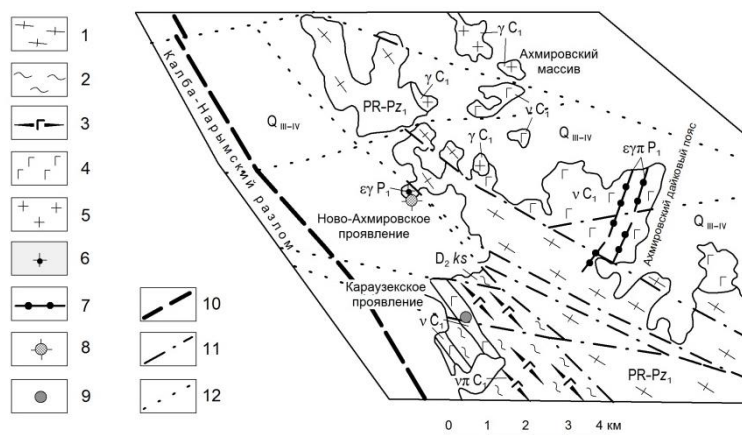 1
2
3
4
5
6
7
8
9
10
11
12
Калба-Нарымский разлом
γ C₁
Ахмировский
массив
γ C₁
ν C₁
PR–Pz₁
Q III–IV
Q III–IV
γ C₁
εγπ P₁
εγ P₁
ν C₁
Ахмировский дайковый пояс
Ново-Ахмировское
проявление
Q III–IV
D₂ ks
Караузекское
проявление
ν C₁
νπ C₁
PR–Pz₁
0 1 2 3 4 км